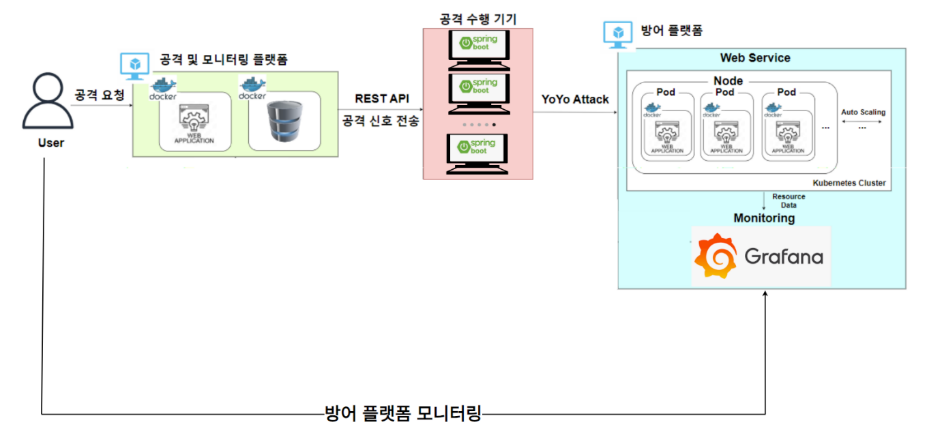 공격 수행 기기
방어 플랫폼
공격 및 모니터링 플랫폼
Web Service
spring
boot
docker
docker
Node
Pod
Pod
Pod
공격 요청
REST API
spring
boot
YoYo Attack
docker
docker
docker
Auto Scaling
WEB
APPLICATION
공격 신호 전송
WEB
APPLICATION
WEB
APPLICATION
WEB
APPLICATION
...
...
User
spring
boot
Kubernetes Cluster
Resource
Data
Monitoring
Grafana
방어 플랫폼 모니터링